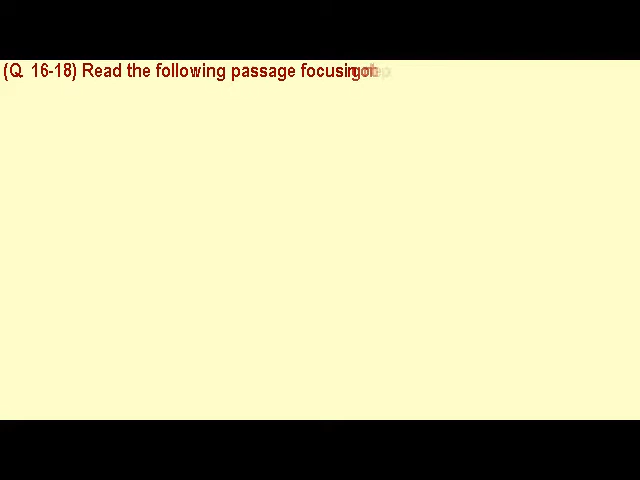 (Q. 16-18) Read the following passage focusing